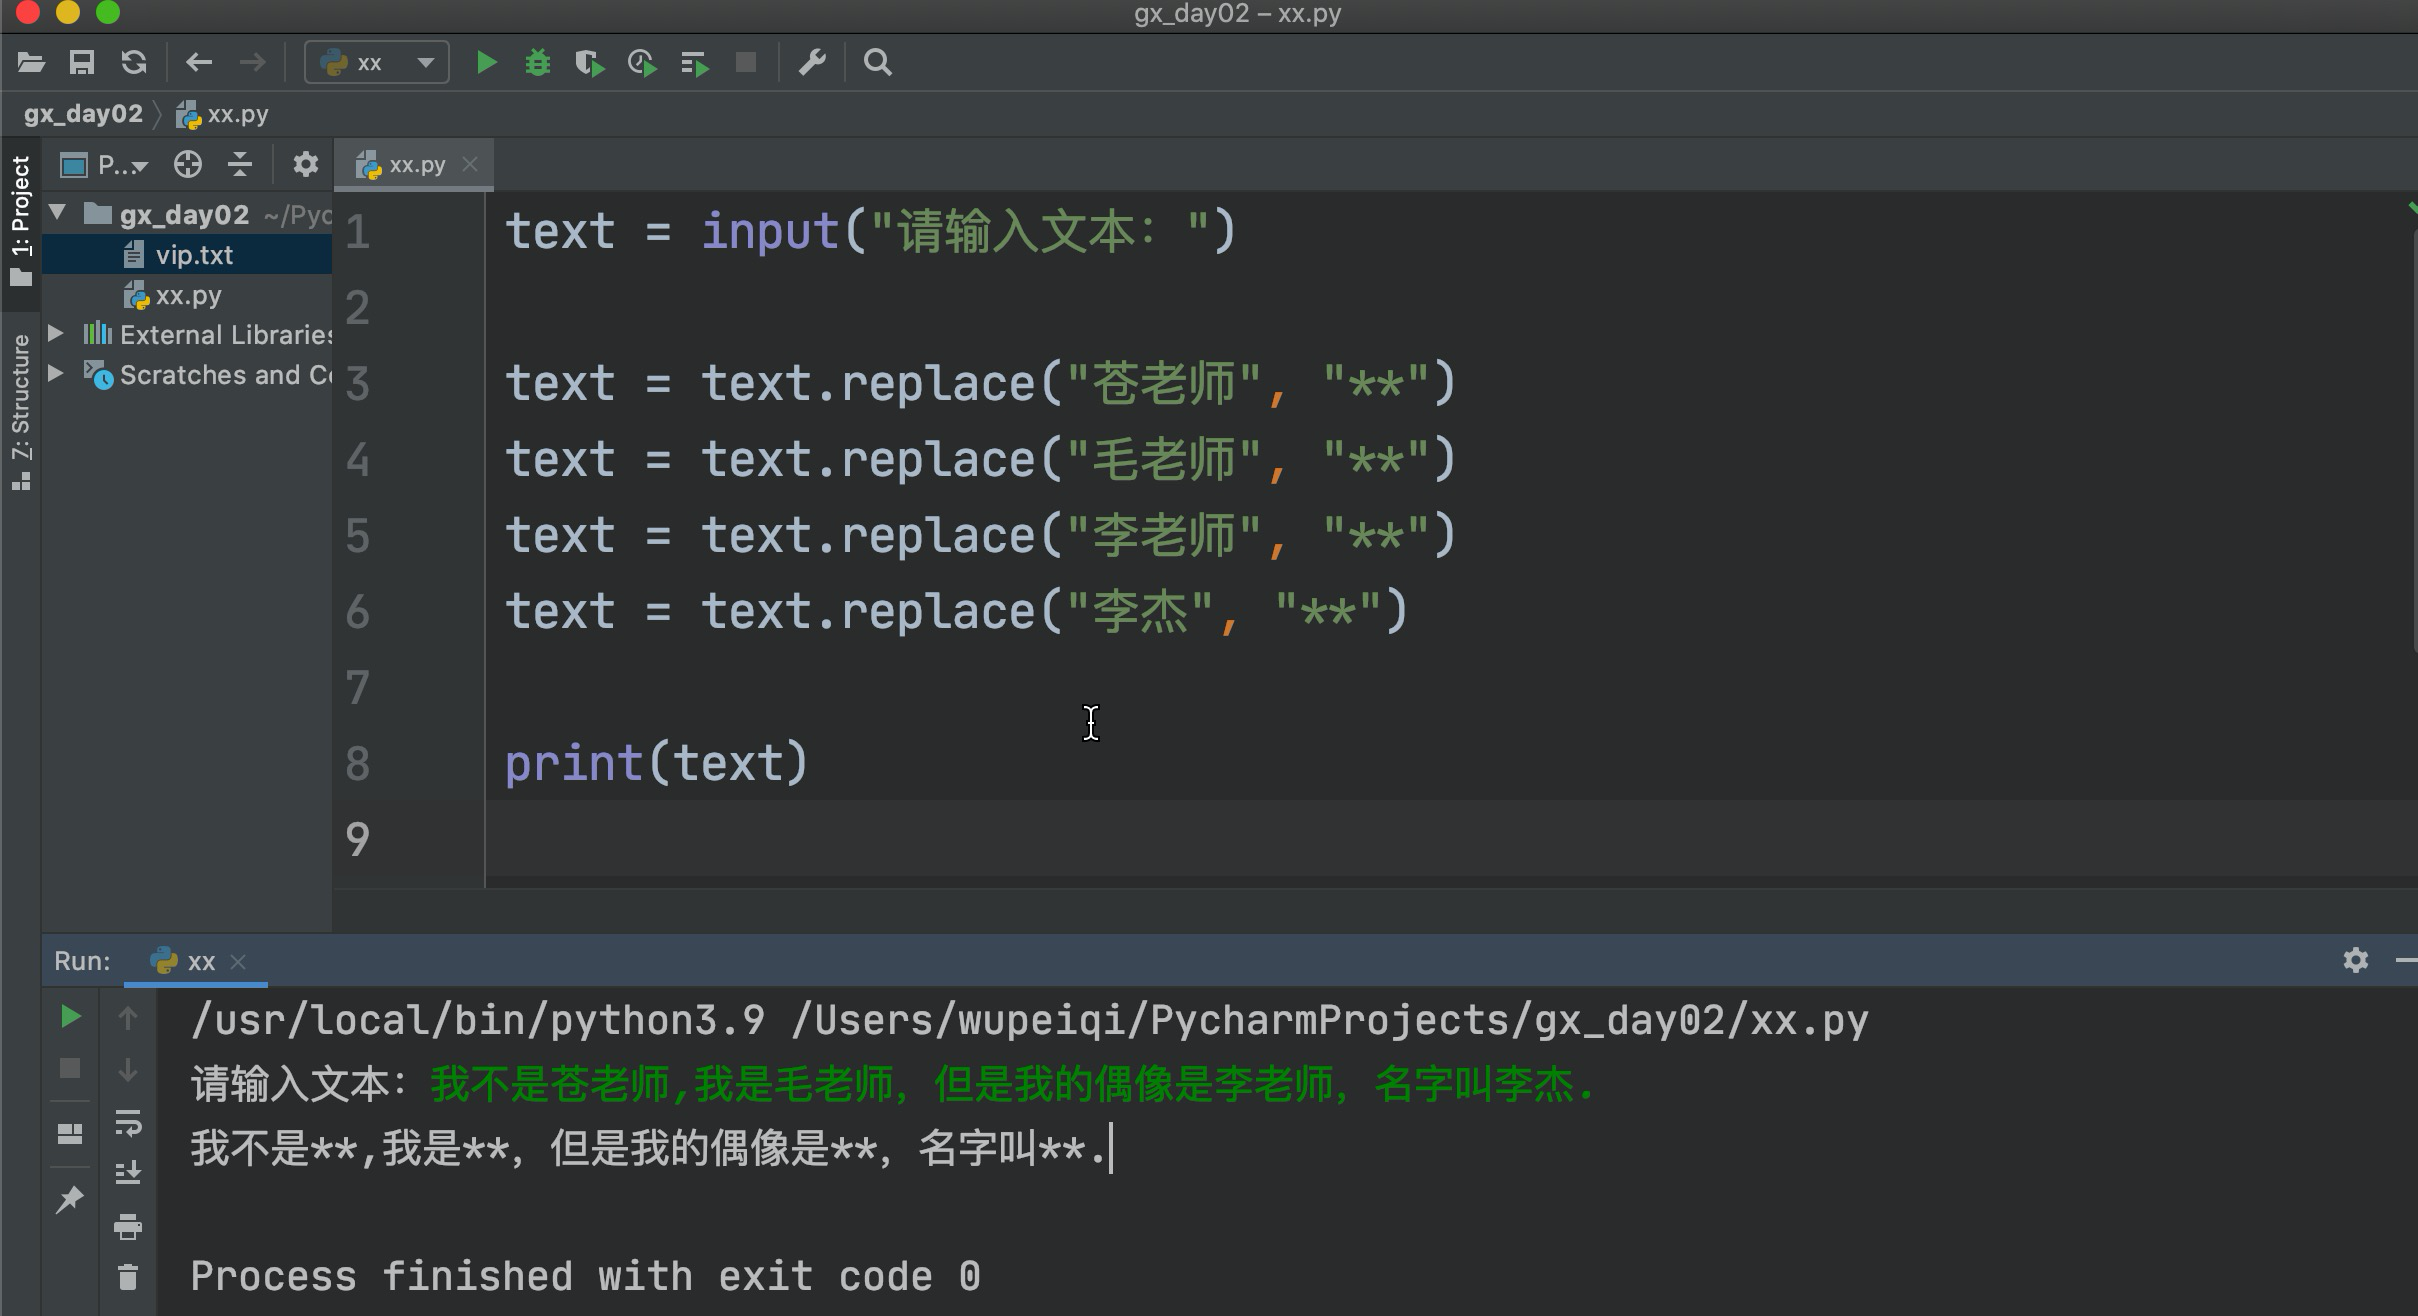 gx_day02 – xx.py
xx
gx_day02 xx.py
1: Project
P...
xx.py
gx_day02 ~/Pyc
vip.txt
xx.py
External Libraries
Scratches and Co
Z: Structure
1 text = input("请输入文本：")
2
3 text = text.replace("苍老师", "**")
4 text = text.replace("毛老师", "**")
5 text = text.replace("李老师", "**")
6 text = text.replace("李杰", "**")
7
8 print(text)
9
Run: xx
/usr/local/bin/python3.9 /Users/wupeiqi/PycharmProjects/gx_day02/xx.py
请输入文本：我不是苍老师,我是毛老师，但是我的偶像是李老师，名字叫李杰.
我不是**,我是**，但是我的偶像是**，名字叫**.
Process finished with exit code 0